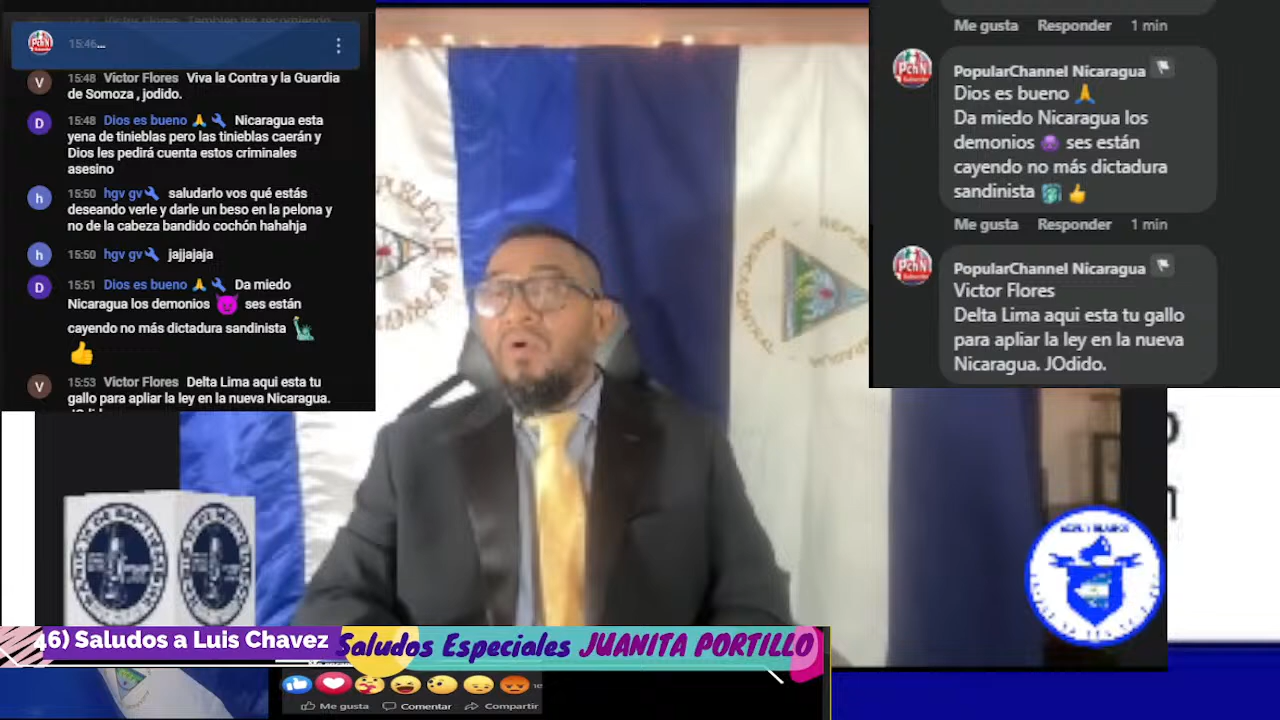 15:46...
15:48 Victor Flores Viva la Contra y la Guardia
de Somoza , jodido.
15:48 Dios es bueno 🙏 🔧 Nicaragua esta
yena de tinieblas pero las tinieblas caerán y
Dios les pedirá cuenta estos criminales
asesino
15:50 hgv gv🔧 saludarlo vos qué estás
deseando verle y darle un beso en la pelona y
no de la cabeza bandido cochón hahahja
15:50 hgv gv🔧 jajjajaja
15:51 Dios es bueno 🙏 🔧 Da miedo
Nicaragua los demonios 😈 ses están
cayendo no más dictadura sandinista 🗽
👍
15:53 Victor Flores Delta Lima aqui esta tu
gallo para apliar la ley en la nueva Nicaragua.
Me gusta Responder 1 min
PopularChannel Nicaragua
Dios es bueno 🙏
Da miedo Nicaragua los
demonios 😈 ses están
cayendo no más dictadura
sandinista 🗽 👍
Me gusta Responder 1 min
PopularChannel Nicaragua
Victor Flores
Delta Lima aqui esta tu gallo
para apliar la ley en la nueva
Nicaragua. JOdido.
46) Saludos a Luis Chavez
Saludos Especiales JUANITA PORTILLO
Me gusta Comentar Compartir